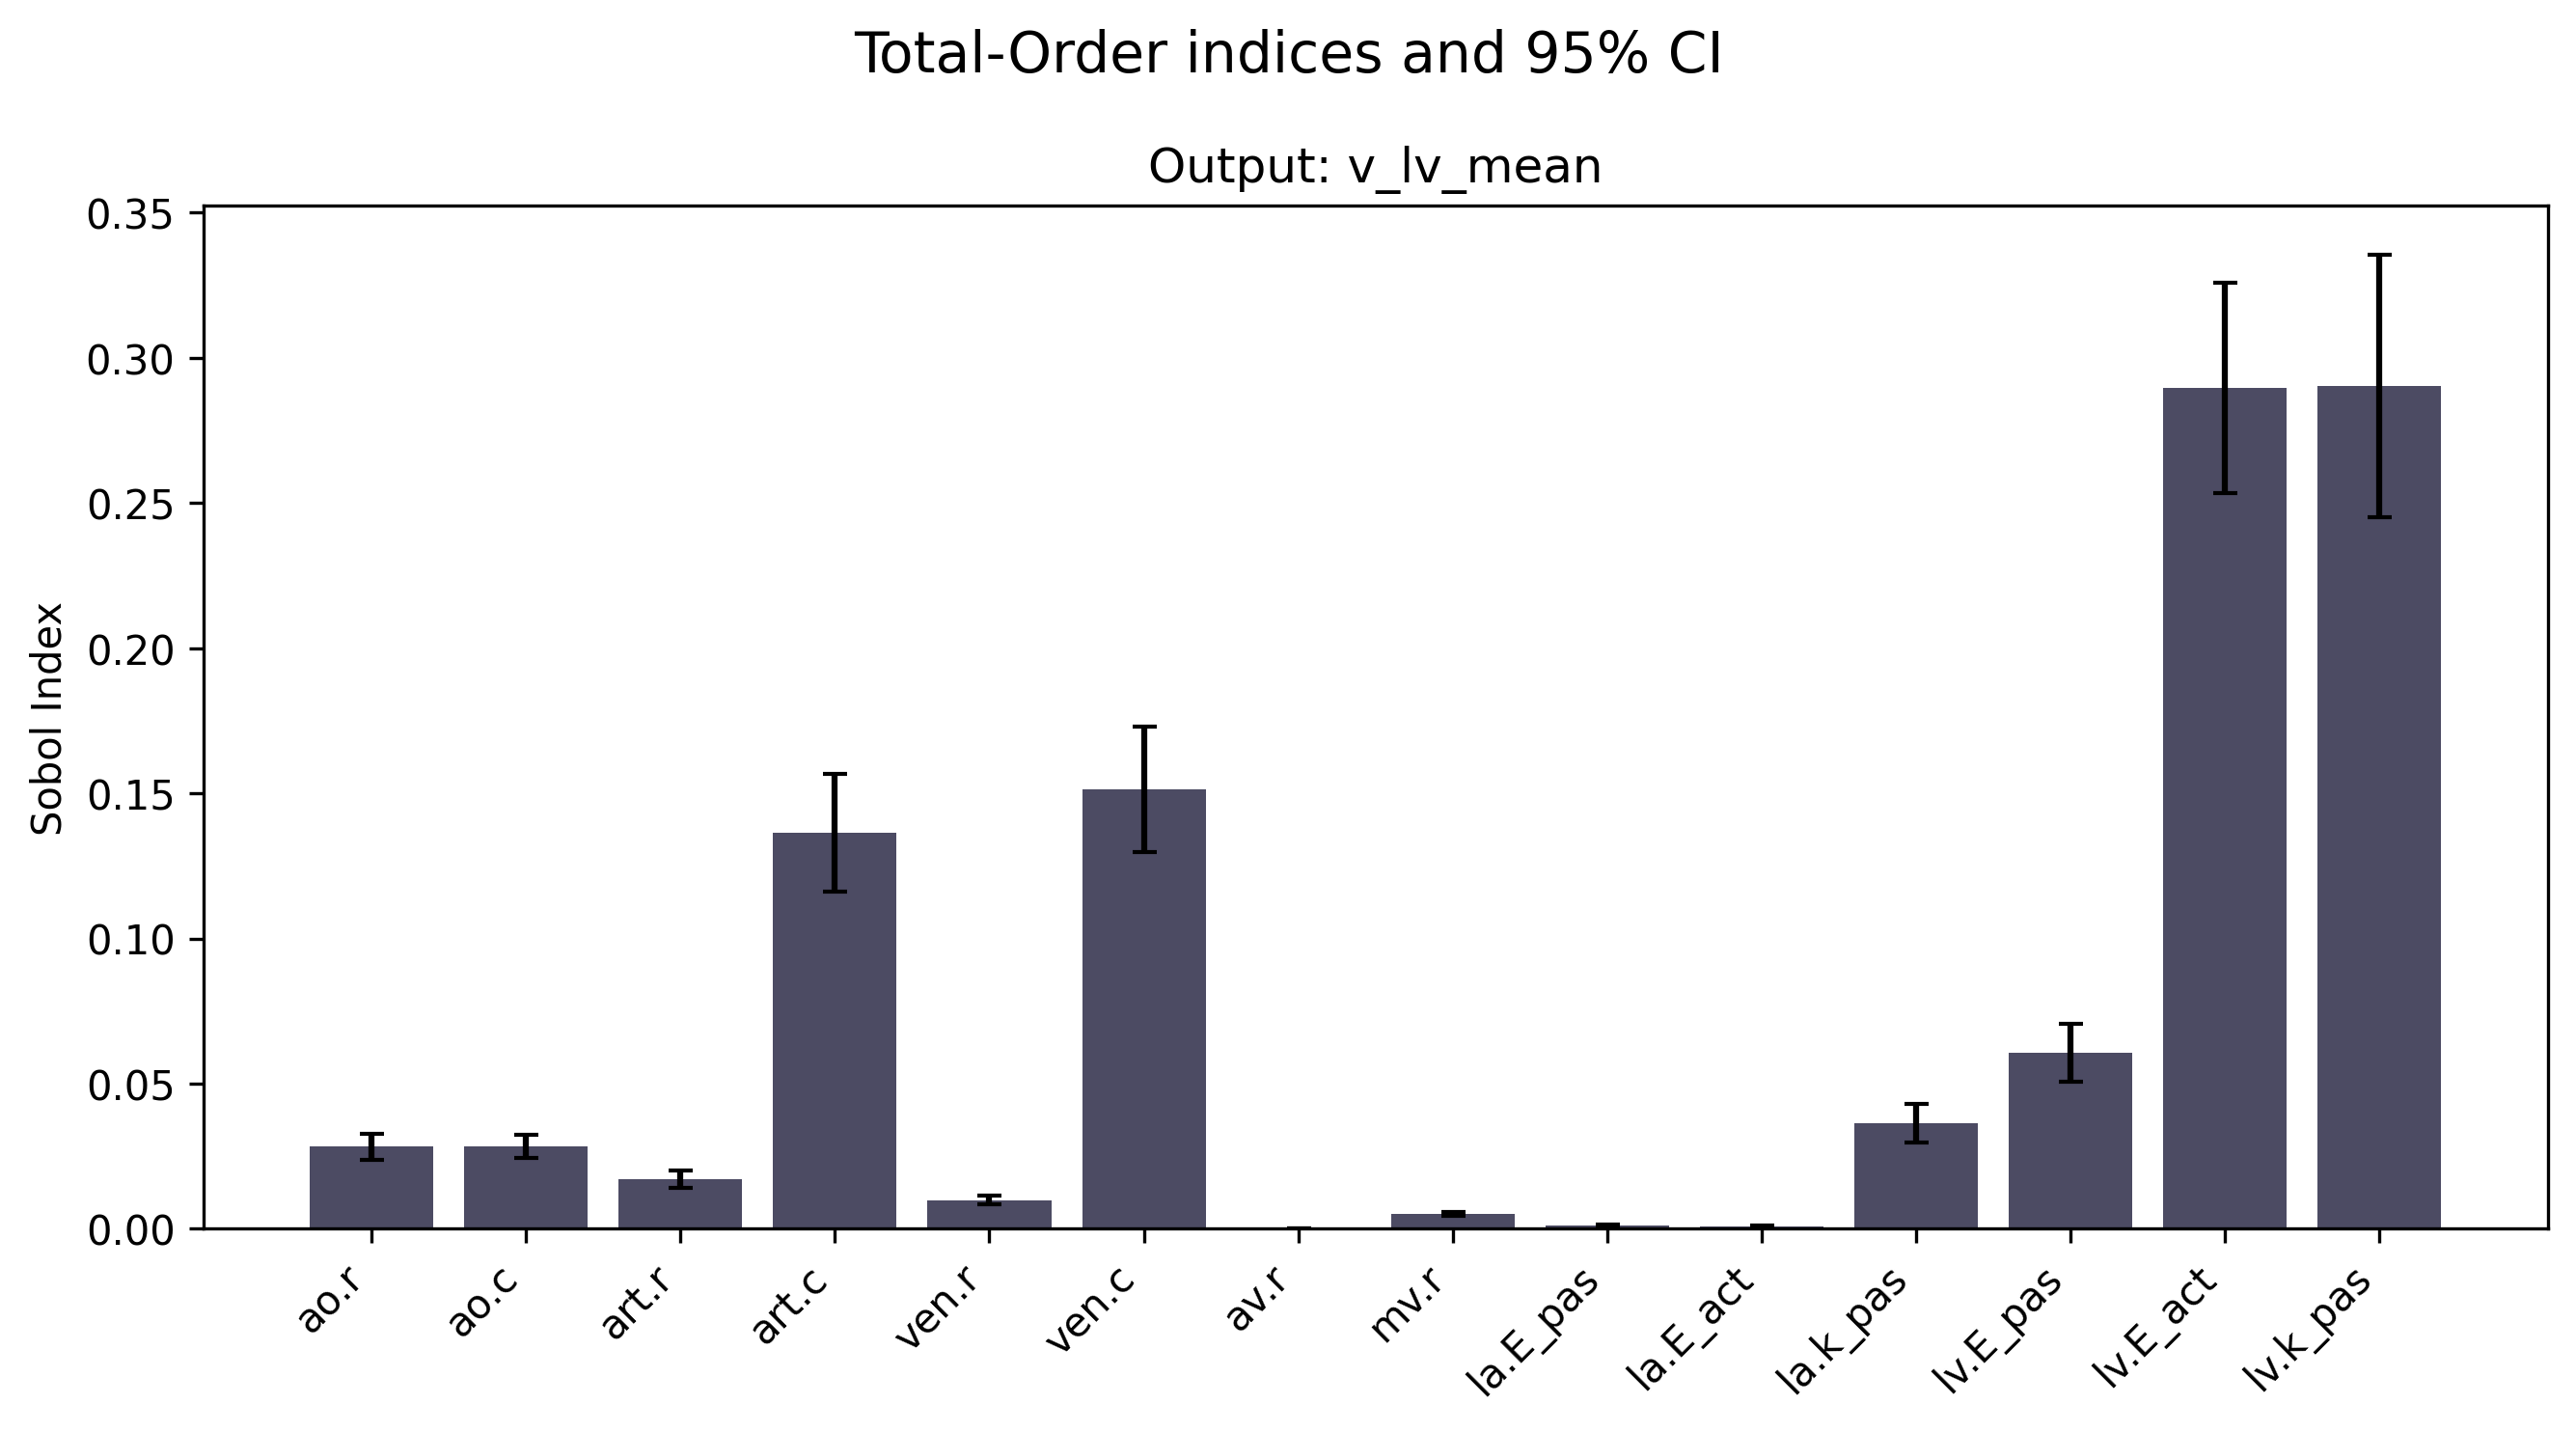 Total-Order indices and 95% CI
Output: v_lv_mean
Sobol Index
0.35
0.30
0.25
0.20
0.15
0.10
0.05
0.00
ao.r
ao.c
art.r
art.c
ven.r
ven.c
av.r
mv.r
la.E_pas
la.E_act
la.k_pas
lv.E_pas
lv.E_act
lv.k_pas